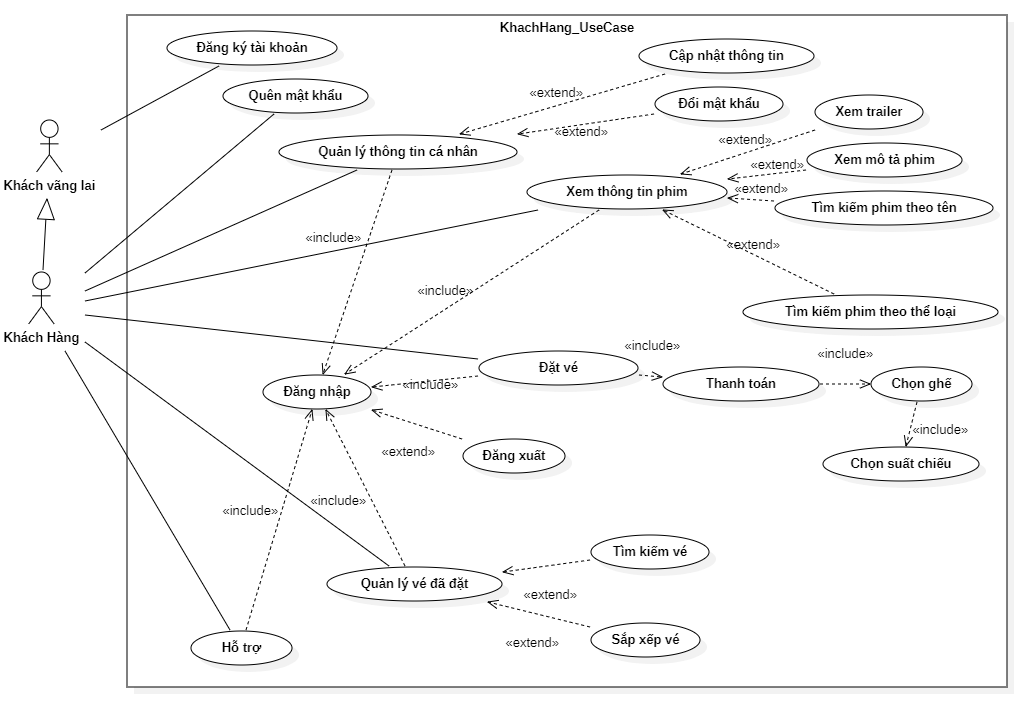 KhachHang_UseCase
Đăng ký tài khoản
Cập nhật thông tin
Quên mật khẩu
«extend»
Đổi mật khẩu
Xem trailer
Khách vãng lai
Quản lý thông tin cá nhân
«extend»
«extend»
Xem mô tả phim
«extend»
Xem thông tin phim
«extend»
Tìm kiếm phim theo tên
«include»
«extend»
«include»
Tìm kiếm phim theo thể loại
Khách Hàng
«include»
«include»
Đặt vé
Thanh toán
Chọn ghế
Đăng nhập
«include»
«include»
«extend»
Đăng xuất
Chọn suất chiếu
«include»
«include»
Tìm kiếm vé
Quản lý vé đã đặt
«extend»
Sắp xếp vé
«extend»
Hỗ trợ